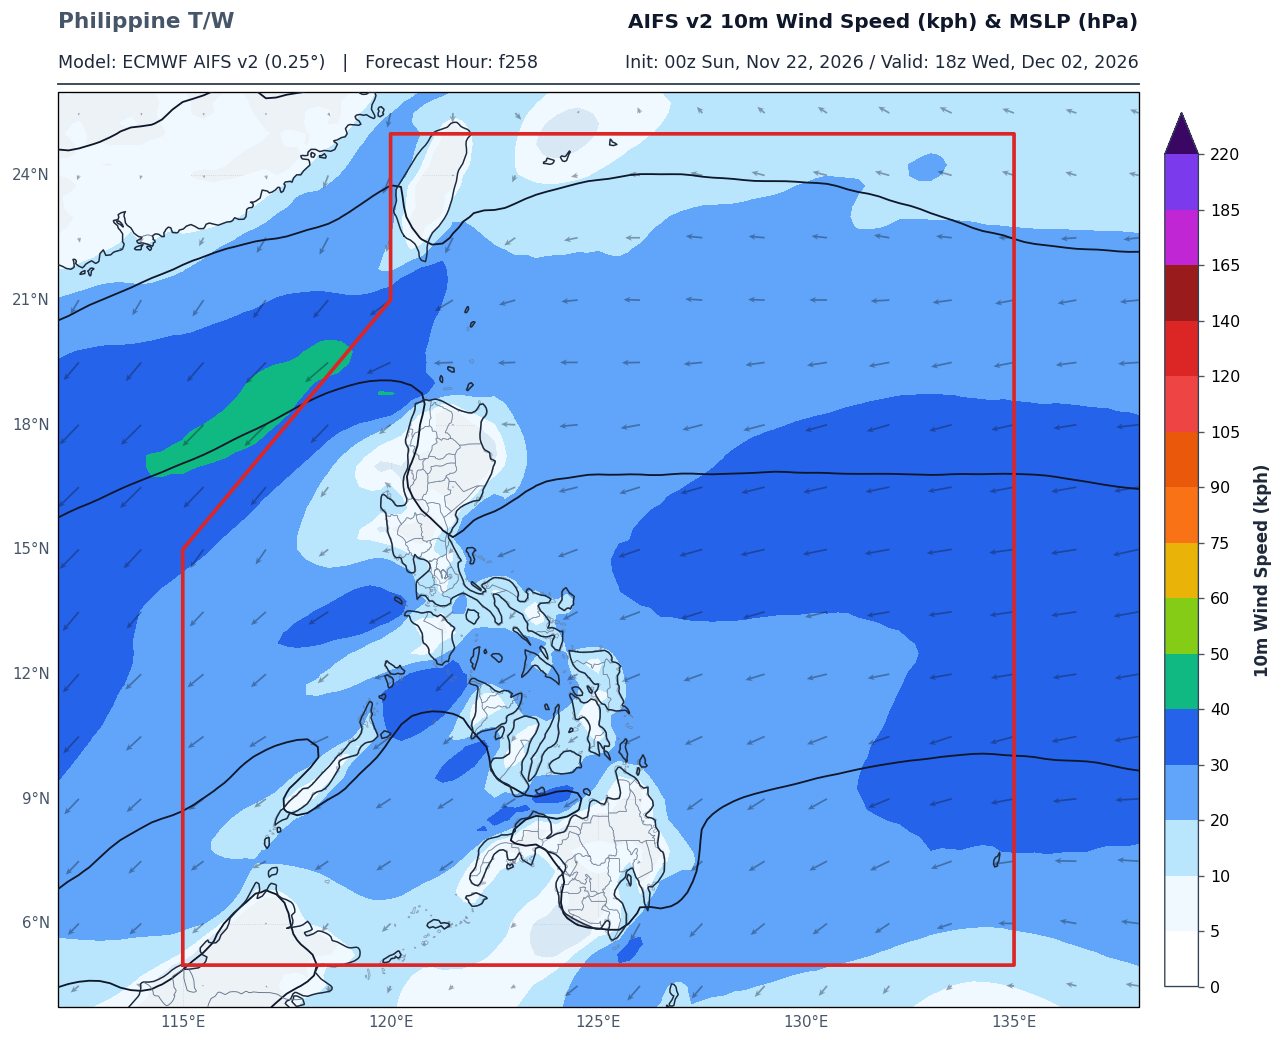 Philippine T/W
AIFS v2 10m Wind Speed (kph) & MSLP (hPa)
Model: ECMWF AIFS v2 (0.25°)   |   Forecast Hour: f258
Init: 00z Sun, Nov 22, 2026 / Valid: 18z Wed, Dec 02, 2026
24°N
21°N
18°N
15°N
12°N
9°N
6°N
115°E
120°E
125°E
130°E
135°E
220
185
165
140
120
105
90
75
60
50
40
30
20
10
5
0
10m Wind Speed (kph)